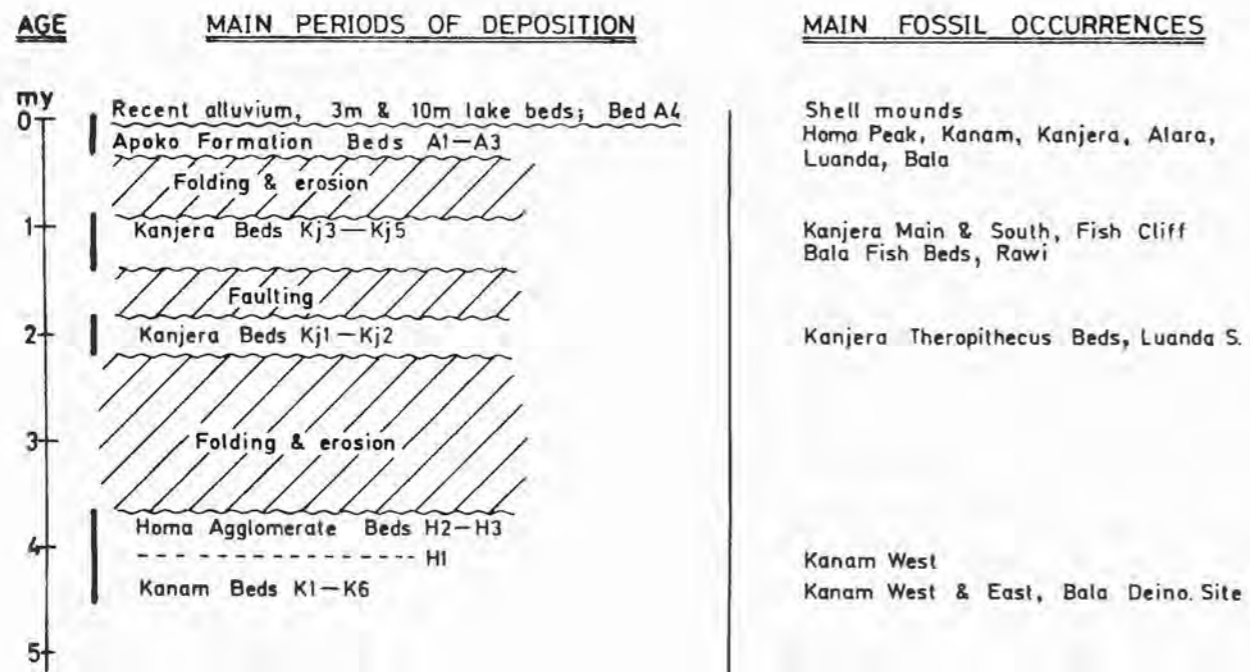 AGE MAIN PERIODS OF DEPOSITION MAIN FOSSIL OCCURRENCES
my
0 Recent alluvium, 3m & 10m lake beds; Bed A4 Shell mounds
Apoko Formation Beds A1—A3 Homa Peak, Kanam, Kanjera, Alara,
Luanda, Bala
Folding & erosion
1 Kanjera Beds Kj3—Kj5 Kanjera Main & South, Fish Cliff
Bala Fish Beds, Rawi
Faulting
2 Kanjera Beds Kj1—Kj2 Kanjera Theropithecus Beds, Luanda S.
3 Folding & erosion
Homa Agglomerate Beds H2—H3
4 H1 Kanam West
Kanam Beds K1—K6 Kanam West & East, Bala Deino. Site
5